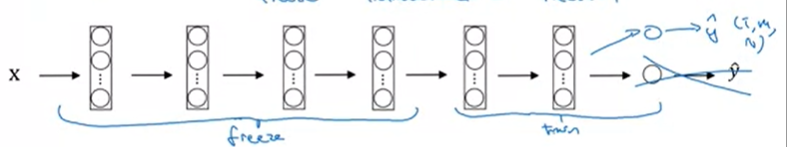 ŷ (T, M,
N)
x ŷ
freeze train